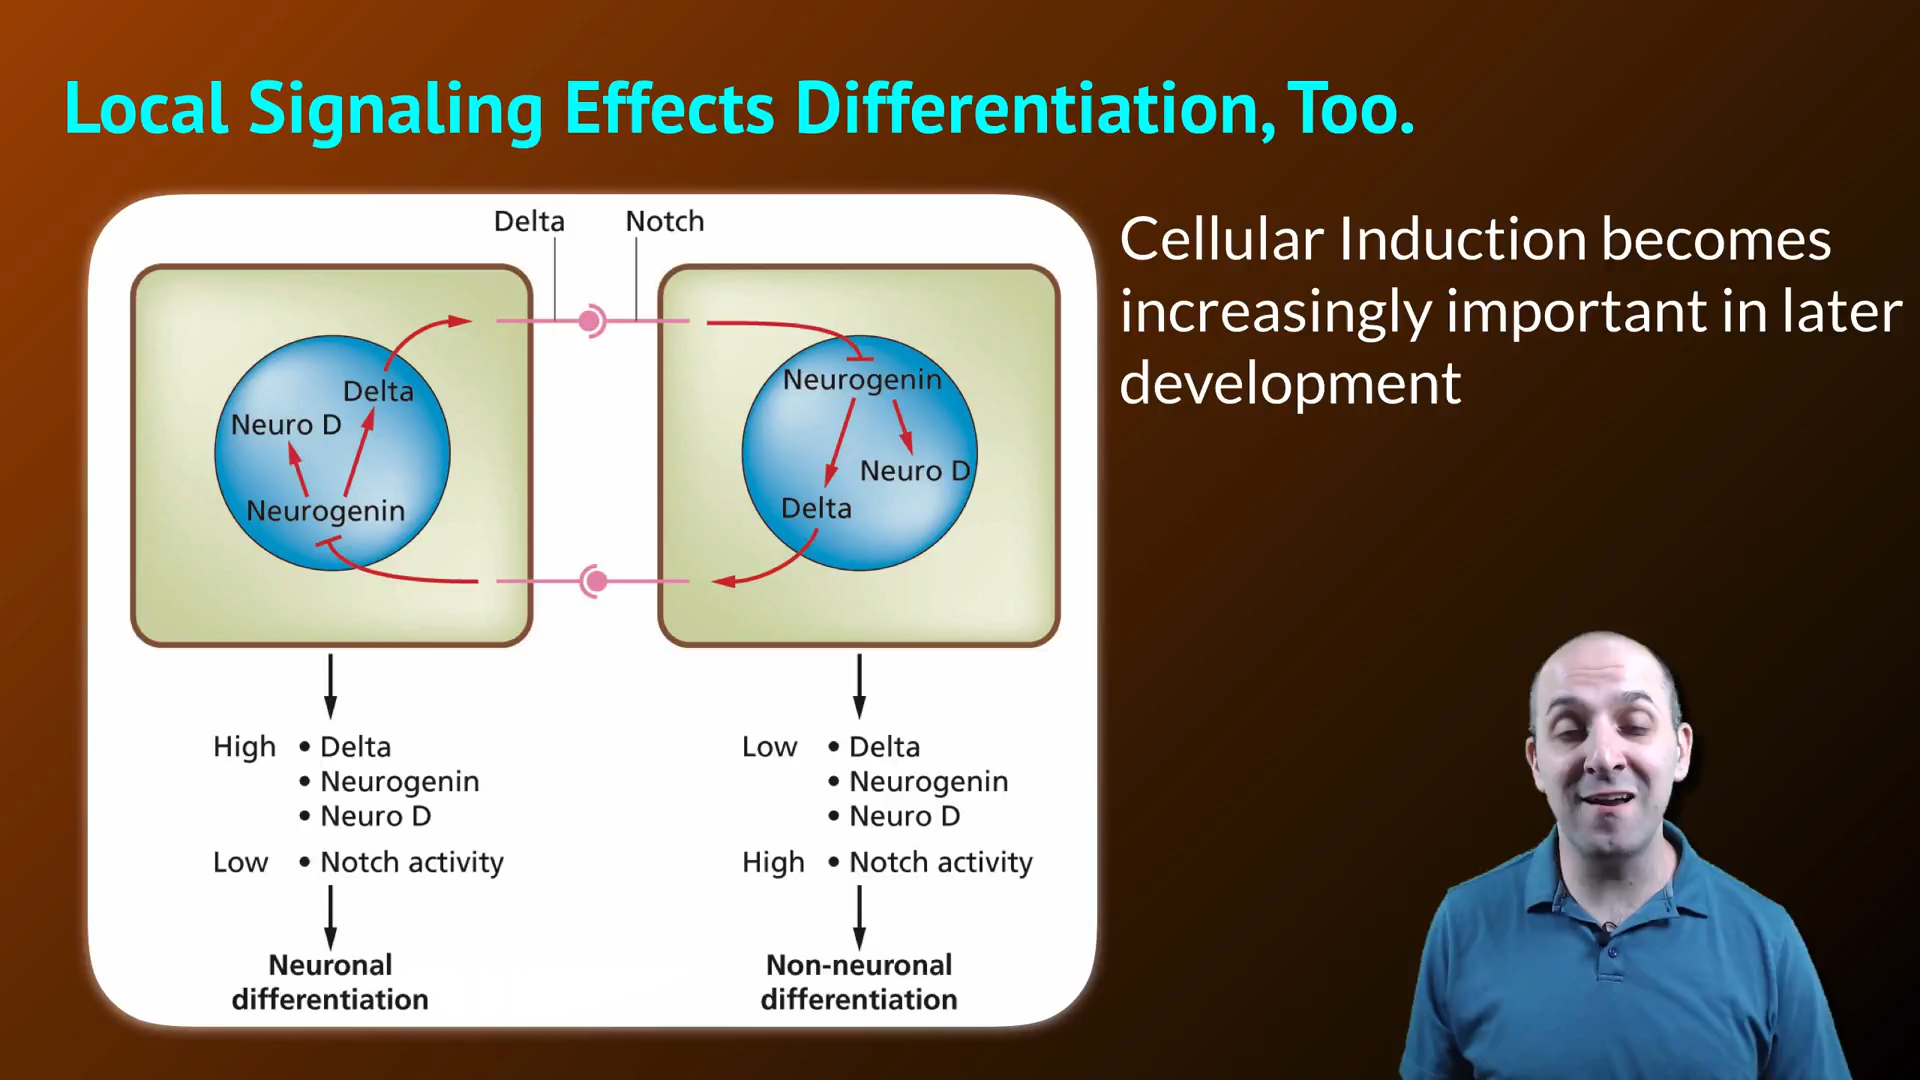 Local Signaling Effects Differentiation, Too.
Delta Notch
Delta
Neuro D
Neurogenin
Neurogenin
Neuro D
Delta
High • Delta
• Neurogenin
• Neuro D
Low • Notch activity
Neuronal
differentiation
Low • Delta
• Neurogenin
• Neuro D
High • Notch activity
Non-neuronal
differentiation
Cellular Induction becomes
increasingly important in later
development